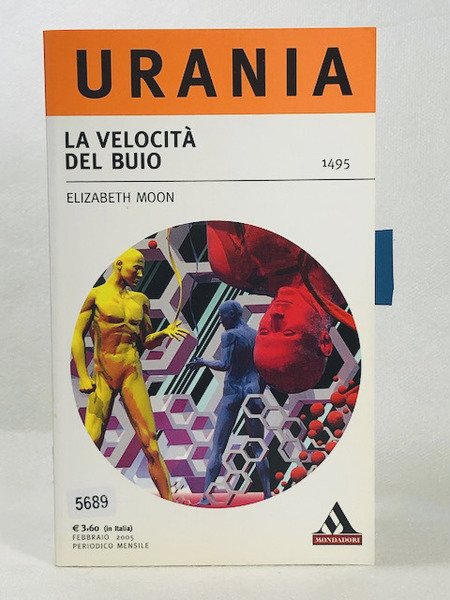 URANIA
LA VELOCITÀ
DEL BUIO
1495
ELIZABETH MOON
5689
€ 3,60 (in Italia)
FEBBRAIO 2005
PERIODICO MENSILE
MONDADORI